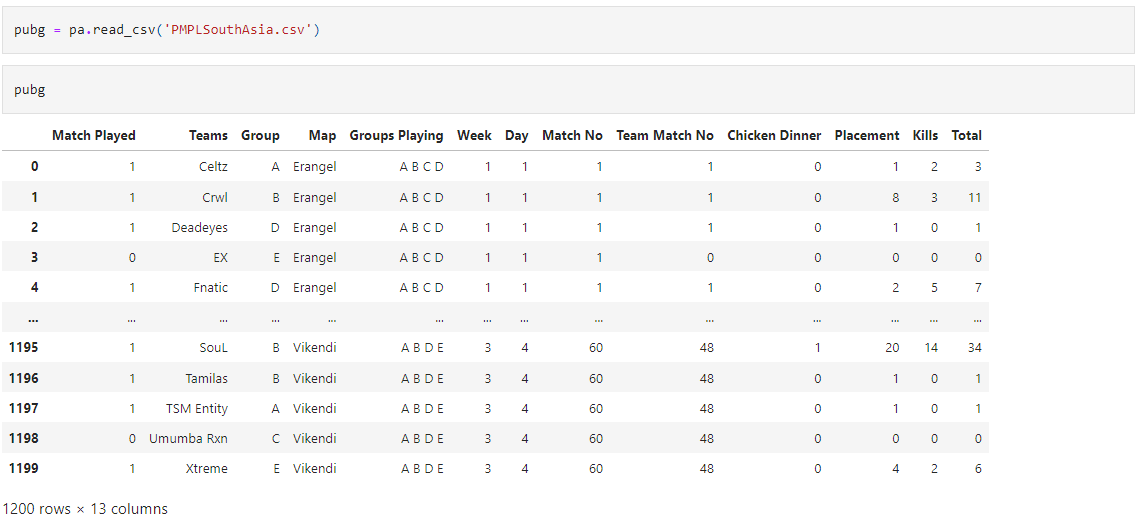 pubg = pa.read_csv('PMPLSouthAsia.csv')
pubg
Match Played Teams Group Map Groups Playing Week Day Match No Team Match No Chicken Dinner Placement Kills Total
0 1 Celtz A Erangel A B C D 1 1 1 1 0 1 2 3
1 1 Crwl B Erangel A B C D 1 1 1 1 0 8 3 11
2 1 Deadeyes D Erangel A B C D 1 1 1 1 0 1 0 1
3 0 EX E Erangel A B C D 1 1 1 0 0 0 0 0
4 1 Fnatic D Erangel A B C D 1 1 1 1 0 2 5 7
... ... ... ... ... ... ... ... ... ... ... ... ... ...
1195 1 SouL B Vikendi A B D E 3 4 60 48 1 20 14 34
1196 1 Tamilas B Vikendi A B D E 3 4 60 48 0 1 0 1
1197 1 TSM Entity A Vikendi A B D E 3 4 60 48 0 1 0 1
1198 0 Umumba Rxn C Vikendi A B D E 3 4 60 48 0 0 0 0
1199 1 Xtreme E Vikendi A B D E 3 4 60 48 0 4 2 6
1200 rows × 13 columns